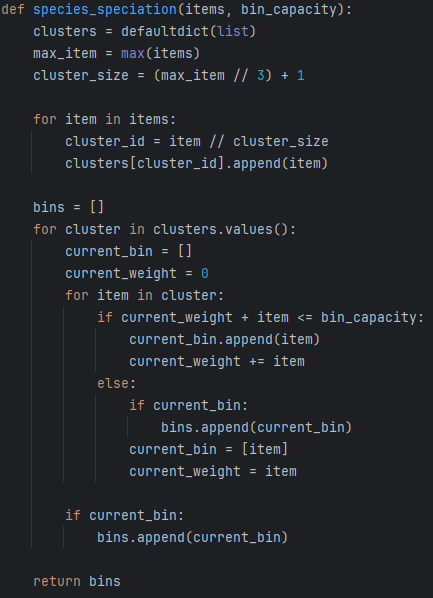 def species_speciation(items, bin_capacity):
    clusters = defaultdict(list)
    max_item = max(items)
    cluster_size = (max_item // 3) + 1

    for item in items:
        cluster_id = item // cluster_size
        clusters[cluster_id].append(item)

    bins = []
    for cluster in clusters.values():
        current_bin = []
        current_weight = 0
        for item in cluster:
            if current_weight + item <= bin_capacity:
                current_bin.append(item)
                current_weight += item
            else:
                if current_bin:
                    bins.append(current_bin)
                current_bin = [item]
                current_weight = item

        if current_bin:
            bins.append(current_bin)

    return bins